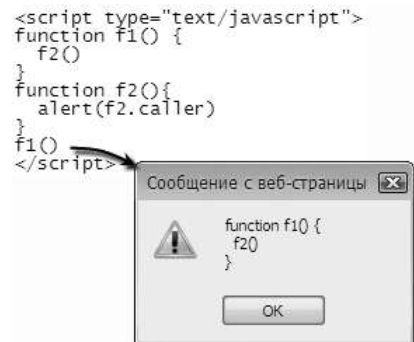 <script type="text/javascript">
function f1() {
  f2()
}
function f2(){
  alert(f2.caller)
}
f1()
</script>
Сообщение с веб-страницы
function f1() {
  f2()
}
OK